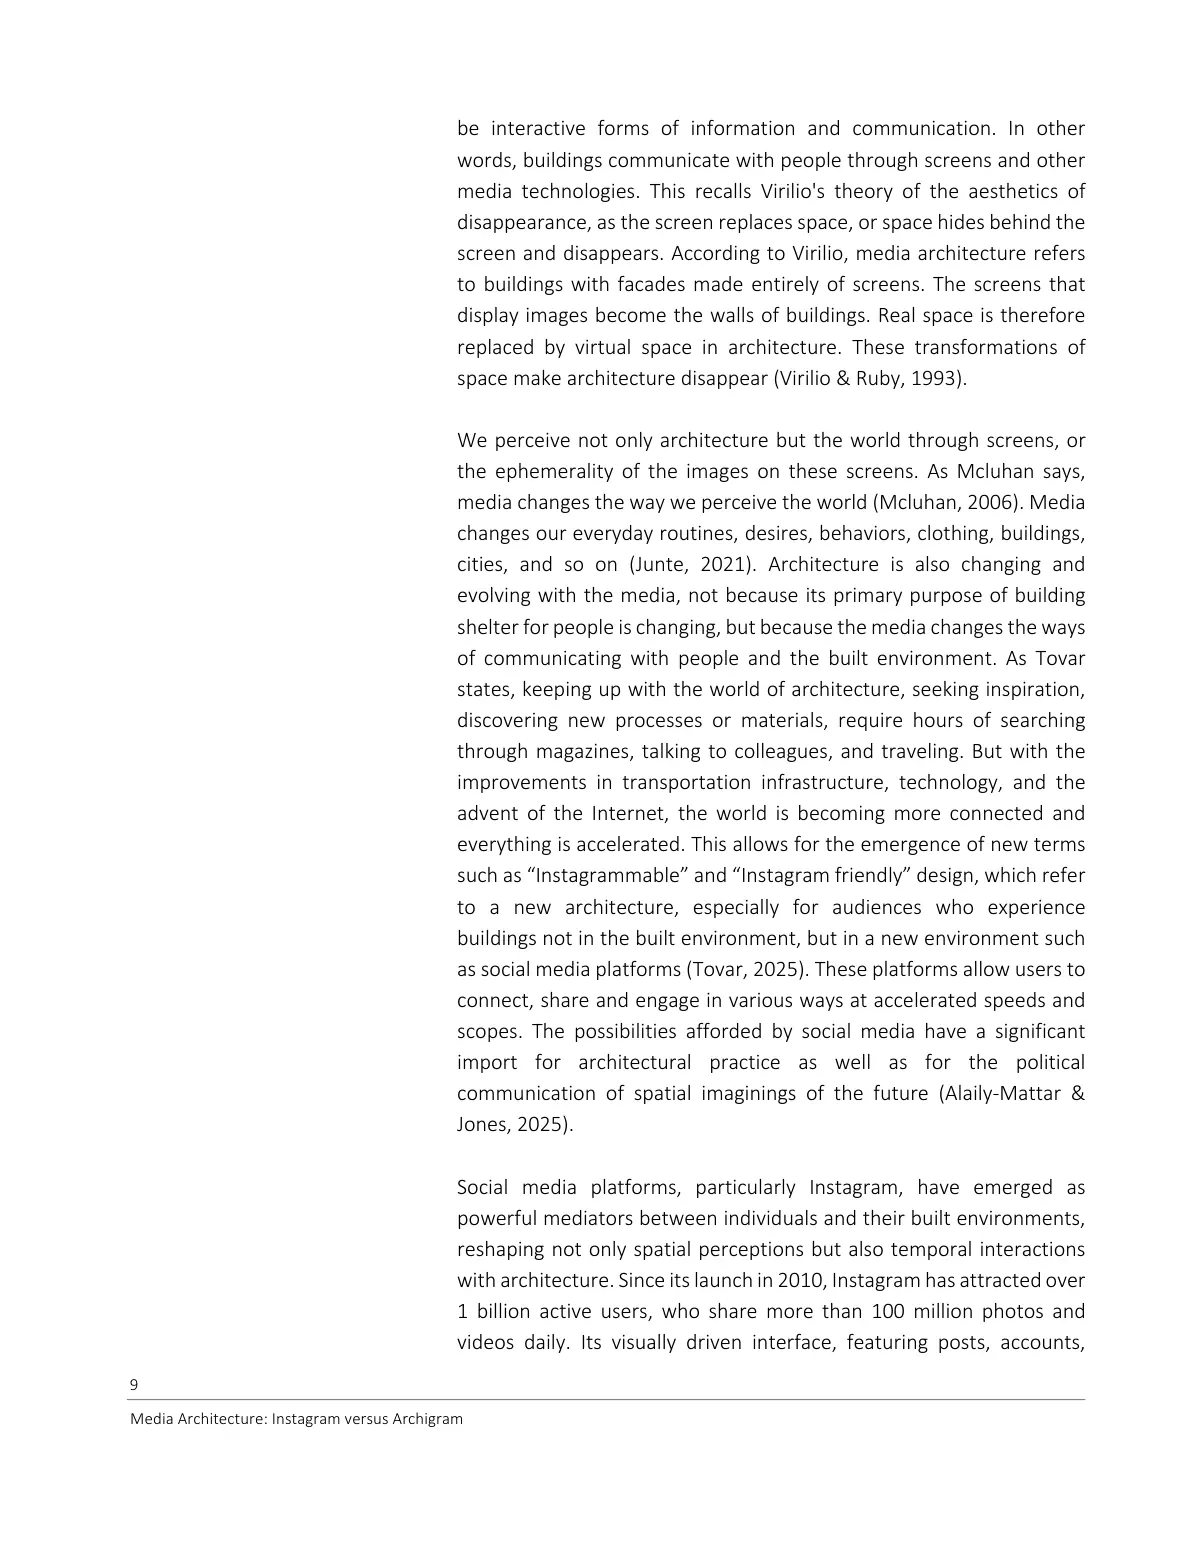 be interactive forms of information and communication. In other
words, buildings communicate with people through screens and other
media technologies. This recalls Virilio's theory of the aesthetics of
disappearance, as the screen replaces space, or space hides behind the
screen and disappears. According to Virilio, media architecture refers
to buildings with facades made entirely of screens. The screens that
display images become the walls of buildings. Real space is therefore
replaced by virtual space in architecture. These transformations of
space make architecture disappear (Virilio & Ruby, 1993).
We perceive not only architecture but the world through screens, or
the ephemerality of the images on these screens. As Mcluhan says,
media changes the way we perceive the world (Mcluhan, 2006). Media
changes our everyday routines, desires, behaviors, clothing, buildings,
cities, and so on (Junte, 2021). Architecture is also changing and
evolving with the media, not because its primary purpose of building
shelter for people is changing, but because the media changes the ways
of communicating with people and the built environment. As Tovar
states, keeping up with the world of architecture, seeking inspiration,
discovering new processes or materials, require hours of searching
through magazines, talking to colleagues, and traveling. But with the
improvements in transportation infrastructure, technology, and the
advent of the Internet, the world is becoming more connected and
everything is accelerated. This allows for the emergence of new terms
such as “Instagrammable” and “Instagram friendly” design, which refer
to a new architecture, especially for audiences who experience
buildings not in the built environment, but in a new environment such
as social media platforms (Tovar, 2025). These platforms allow users to
connect, share and engage in various ways at accelerated speeds and
scopes. The possibilities afforded by social media have a significant
import for architectural practice as well as for the political
communication of spatial imaginings of the future (Alaily-Mattar &
Jones, 2025).
Social media platforms, particularly Instagram, have emerged as
powerful mediators between individuals and their built environments,
reshaping not only spatial perceptions but also temporal interactions
with architecture. Since its launch in 2010, Instagram has attracted over
1 billion active users, who share more than 100 million photos and
videos daily. Its visually driven interface, featuring posts, accounts,
9
Media Architecture: Instagram versus Archigram